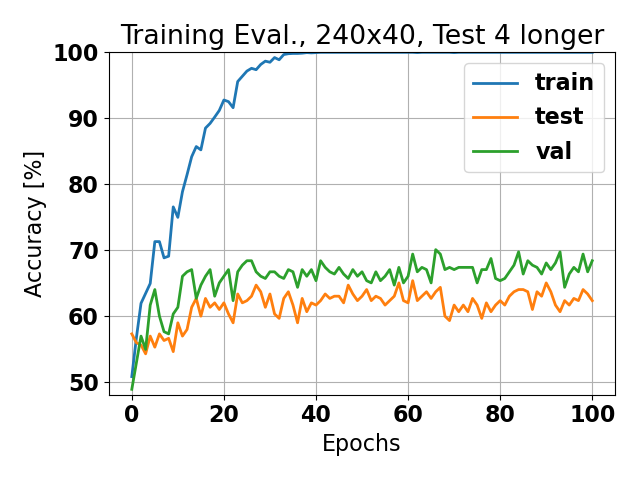 Training Eval., 240x40, Test 4 longer
100
90
80
70
60
50
Accuracy [%]
train
test
val
0 20 40 60 80 100
Epochs